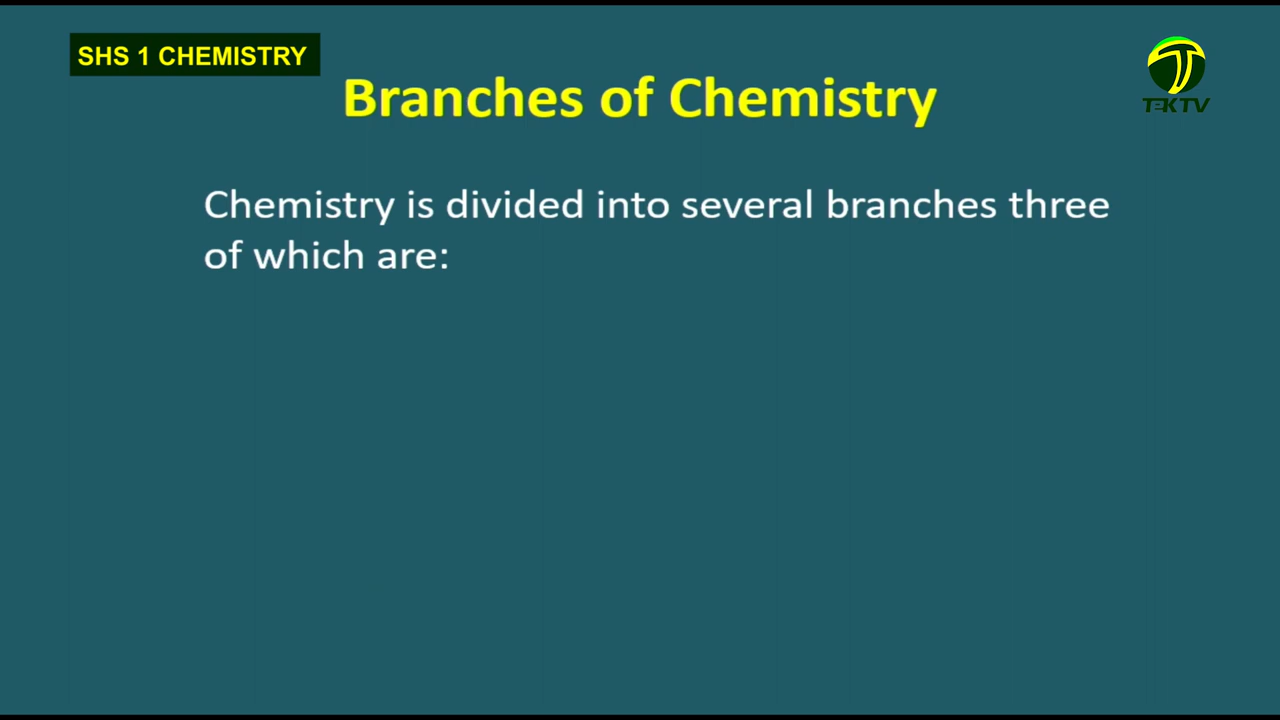 SHS 1 CHEMISTRY
Branches of Chemistry
TEKTV
Chemistry is divided into several branches three
of which are: